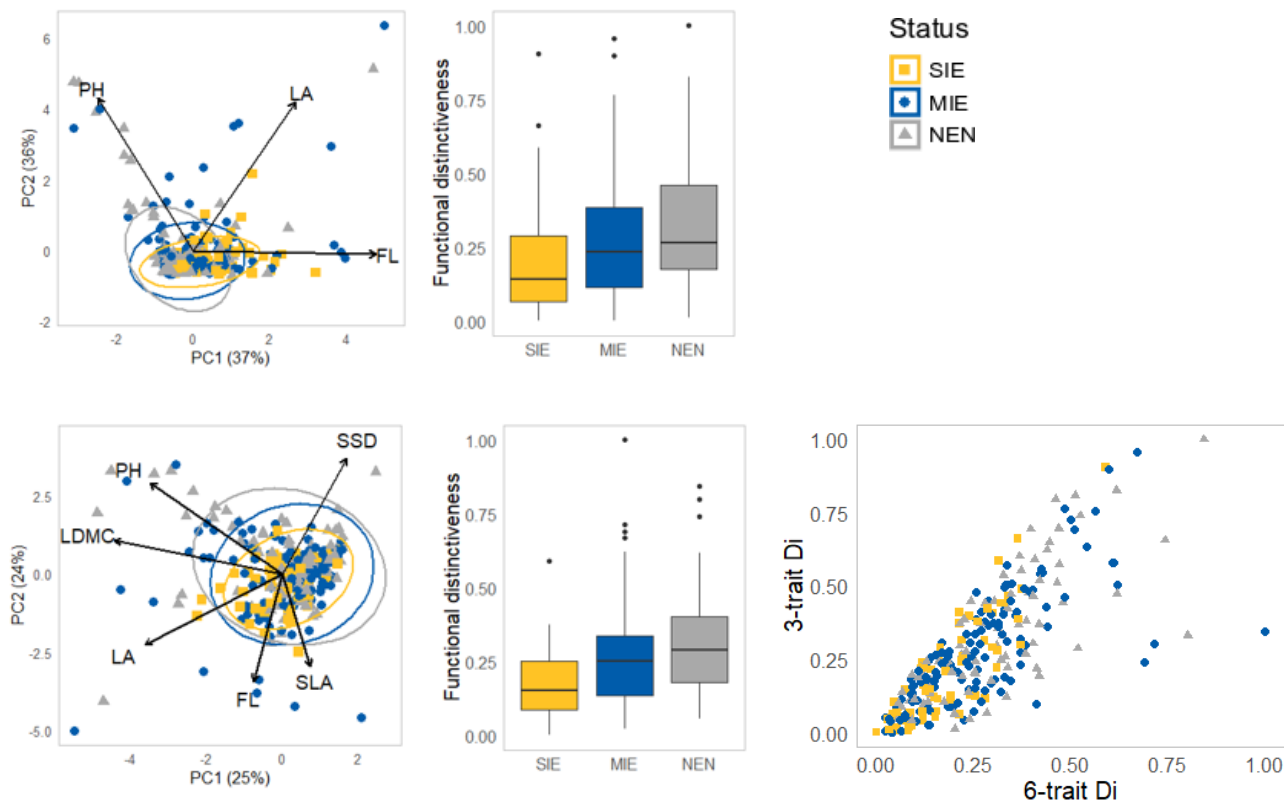 6
4
2
0
-2
PC2 (36%)
PH
LA
FL
-2
0
2
4
PC1 (37%)
1.00
0.75
0.50
0.25
0.00
Functional distinctiveness
SIE
MIE
NEN
Status
SIE
MIE
NEN
2.5
0.0
-2.5
-5.0
PC2 (24%)
SSD
PH
LDMC
LA
FL
SLA
-4
-2
0
2
PC1 (25%)
1.00
0.75
0.50
0.25
0.00
Functional distinctiveness
SIE
MIE
NEN
1.00
0.75
0.50
0.25
0.00
3-trait Di
0.00
0.25
0.50
0.75
1.00
6-trait Di